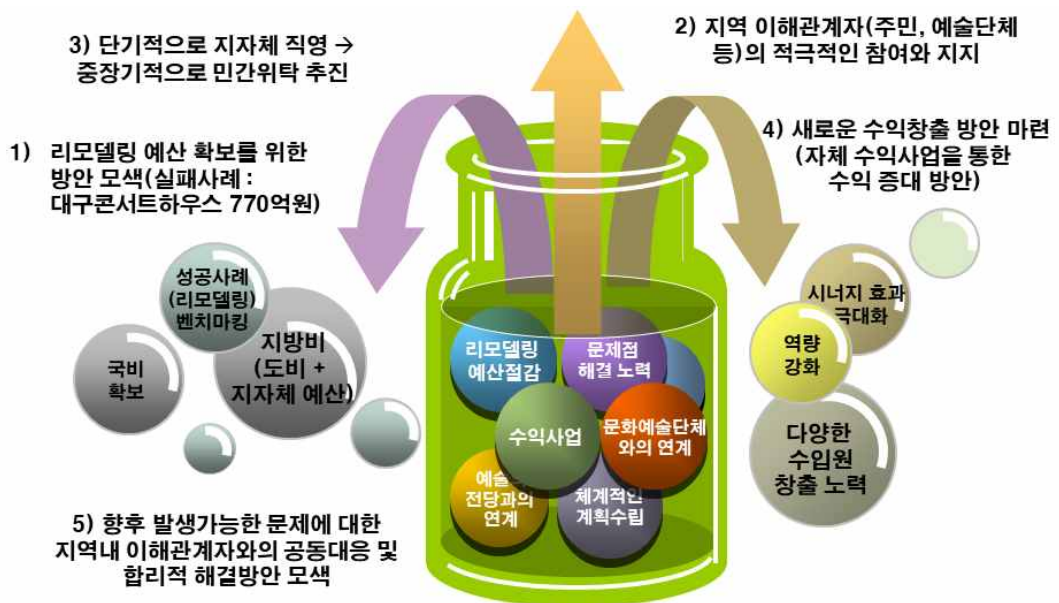 3) 단기적으로 지자체 직영 →
중장기적으로 민간위탁 추진
2) 지역 이해관계자(주민, 예술단체
등)의 적극적인 참여와 지지
1) 리모델링 예산 확보를 위한
방안 모색(실패사례 :
대구콘서트하우스 770억원)
4) 새로운 수익창출 방안 마련
(자체 수익사업을 통한
수익 증대 방안)
성공사례
(리모델링)
벤치마킹
국비
확보
지방비
(도비 +
지자체 예산)
리모델링
예산절감
문제점
해결 노력
수익사업
문화예술단체
와의 연계
전당과의
연계
체계적인
계획수립
시너지 효과
극대화
역량
강화
다양한
수입원
창출 노력
5) 향후 발생가능한 문제에 대한
지역내 이해관계자와의 공동대응 및
합리적 해결방안 모색